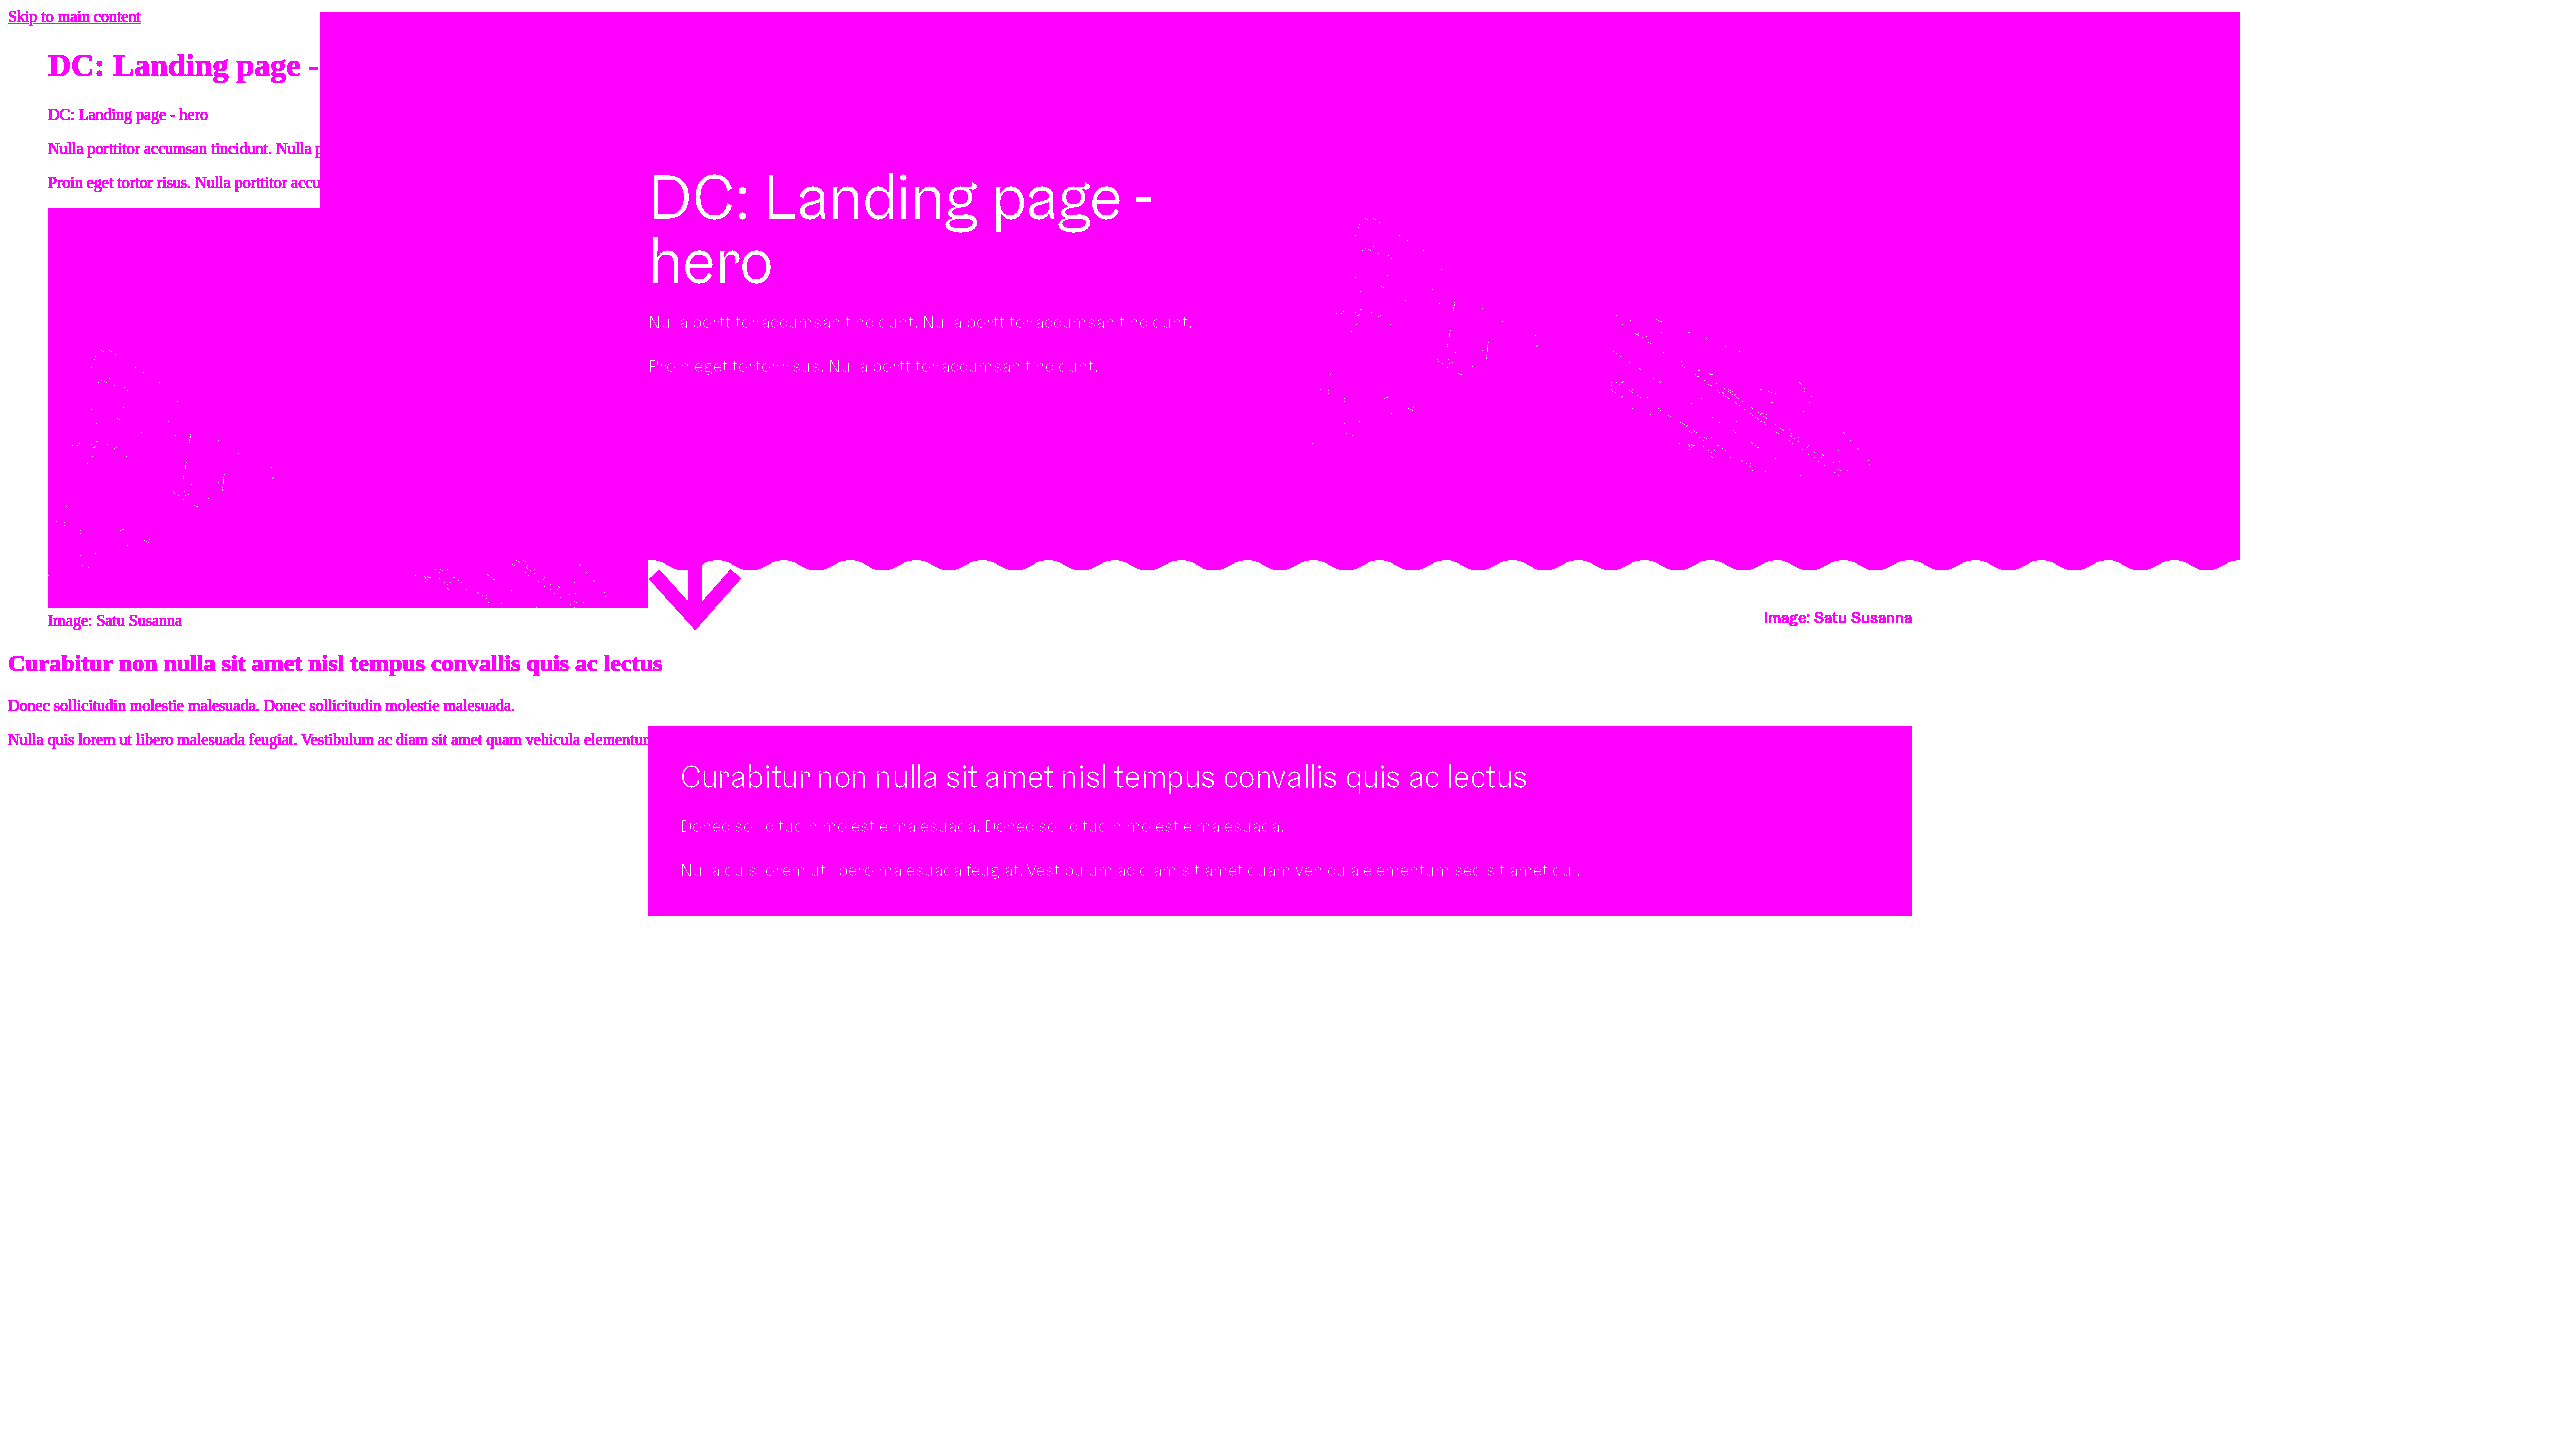 Skip to main content
DC: Landing page -
DC: Landing page - hero
Nulla porttitor accumsan tincidunt. Nulla p
Proin eget tortor risus. Nulla porttitor accu
DC: Landing page -
hero
Nulla porttitor accumsan tincidunt. Nulla porttitor accumsan tincidunt.
Proin eget tortor risus. Nulla porttitor accumsan tincidunt.
Image: Satu Susanna
Image: Satu Susanna
Curabitur non nulla sit amet nisl tempus convallis quis ac lectus
Donec sollicitudin molestie malesuada. Donec sollicitudin molestie malesuada.
Nulla quis lorem ut libero malesuada feugiat. Vestibulum ac diam sit amet quam vehicula elementum
Curabitur non nulla sit amet nisl tempus convallis quis ac lectus
Donec sollicitudin molestie malesuada. Donec sollicitudin molestie malesuada.
Nulla quis lorem ut libero malesuada feugiat. Vestibulum ac diam sit amet quam vehicula elementum sed sit amet dui.